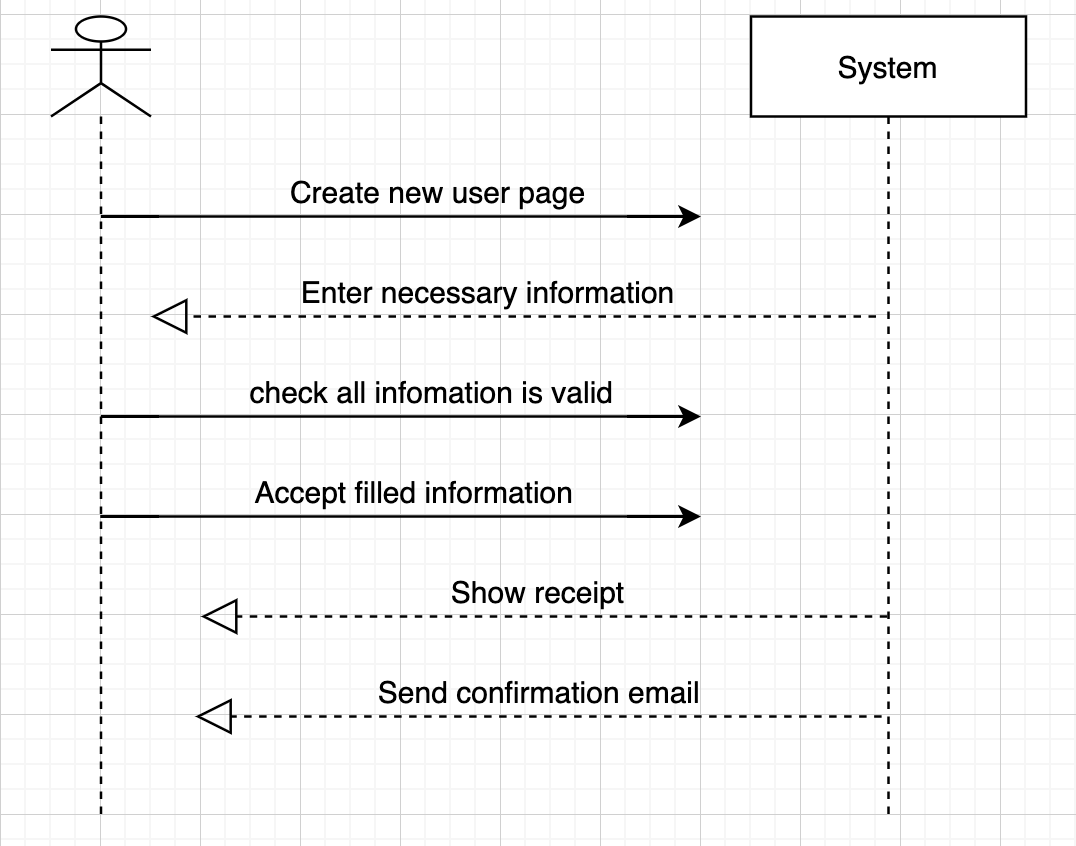 System
Create new user page
Enter necessary information
check all infomation is valid
Accept filled information
Show receipt
Send confirmation email